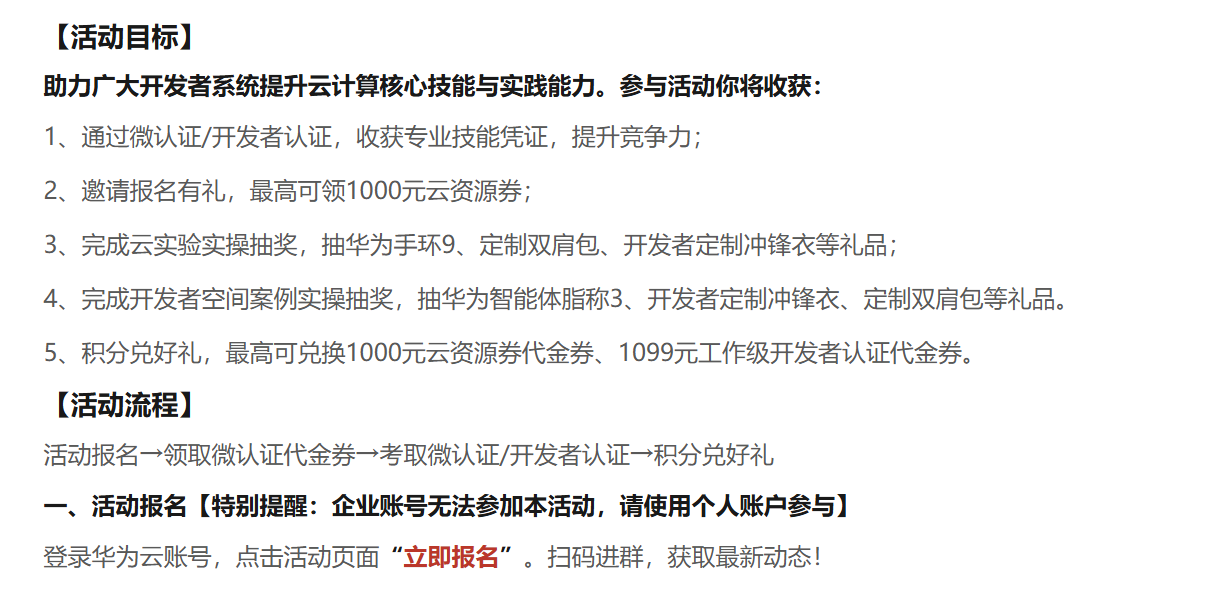 【活动目标】
助力广大开发者系统提升云计算核心技能与实践能力。参与活动你将收获：
1、通过微认证/开发者认证，收获专业技能凭证，提升竞争力；
2、邀请报名有礼，最高可领1000元云资源券；
3、完成云实验实操抽奖，抽华为手环9、定制双肩包、开发者定制冲锋衣等礼品；
4、完成开发者空间案例实操抽奖，抽华为智能体脂称3、开发者定制冲锋衣、定制双肩包等礼品。
5、积分兑好礼，最高可兑换1000元云资源券代金券、1099元工作级开发者认证代金券。
【活动流程】
活动报名→领取微认证代金券→考取微认证/开发者认证→积分兑好礼
一、活动报名【特别提醒：企业账号无法参加本活动，请使用个人账户参与】
登录华为云账号，点击活动页面“立即报名”。扫码进群，获取最新动态！